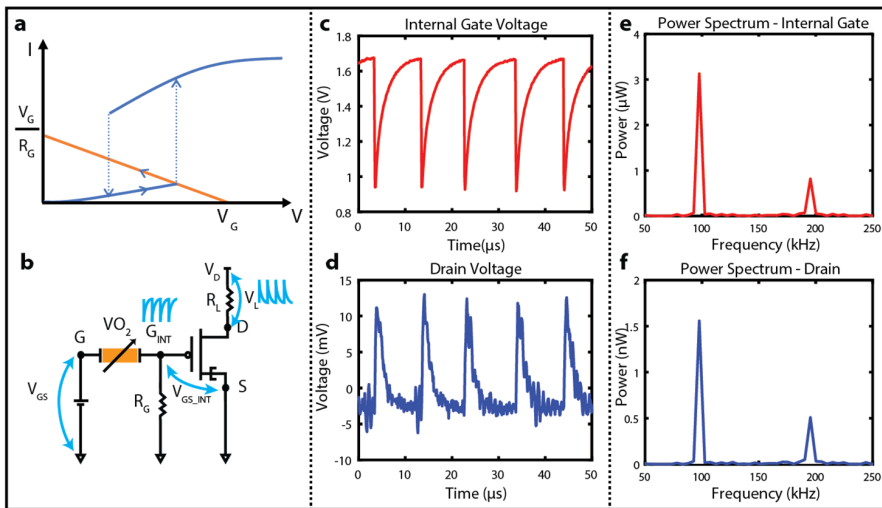 a
I
V_G
R_G
V_G
V
b
V_D
R_L
V_L
D
VO_2
G
G_INT
V_GS
R_G
V_GS_INT
S
c
Internal Gate Voltage
1.8
1.6
1.4
1.2
1
0.8
Voltage (V)
0 10 20 30 40 50
Time(µs)
d
Drain Voltage
15
10
5
0
-5
-10
Voltage (mV)
0 10 20 30 40 50
Time (µs)
e
Power Spectrum - Internal Gate
4
3
2
1
0
Power (µW)
50 100 150 200 250
Frequency (kHz)
f
Power Spectrum - Drain
2
1.5
1
0.5
0
Power (nW)
50 100 150 200 250
Frequency (kHz)